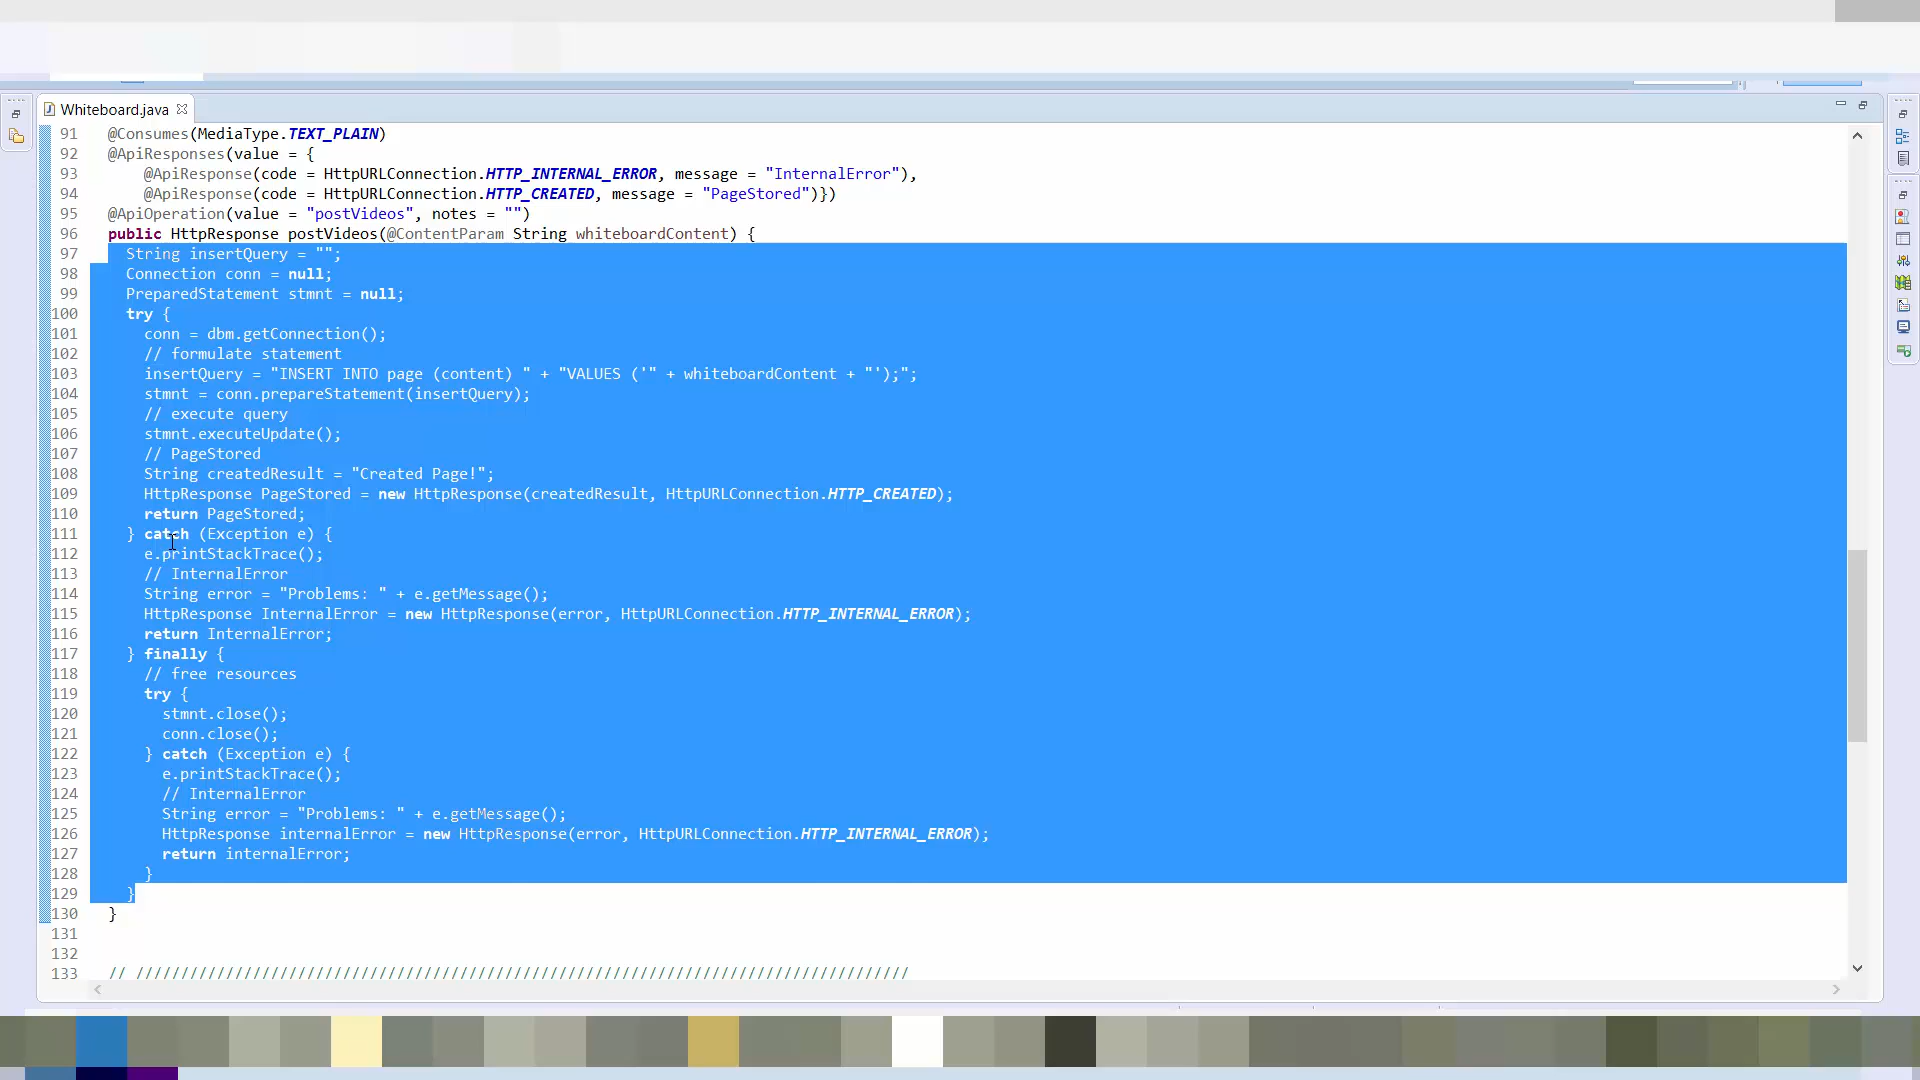 Whiteboard.java
91 @Consumes(MediaType.TEXT_PLAIN)
92 @ApiResponses(value = {
93 @ApiResponse(code = HttpURLConnection.HTTP_INTERNAL_ERROR, message = "InternalError"),
94 @ApiResponse(code = HttpURLConnection.HTTP_CREATED, message = "PageStored")})
95 @ApiOperation(value = "postVideos", notes = "")
96 public HttpResponse postVideos(@ContentParam String whiteboardContent) {
97 String insertQuery = "";
98 Connection conn = null;
99 PreparedStatement stmnt = null;
100 try {
101 conn = dbm.getConnection();
102 // formulate statement
103 insertQuery = "INSERT INTO page (content) " + "VALUES ('" + whiteboardContent + "');";
104 stmnt = conn.prepareStatement(insertQuery);
105 // execute query
106 stmnt.executeUpdate();
107 // PageStored
108 String createdResult = "Created Page!";
109 HttpResponse PageStored = new HttpResponse(createdResult, HttpURLConnection.HTTP_CREATED);
110 return PageStored;
111 } catch (Exception e) {
112 e.printStackTrace();
113 // InternalError
114 String error = "Problems: " + e.getMessage();
115 HttpResponse InternalError = new HttpResponse(error, HttpURLConnection.HTTP_INTERNAL_ERROR);
116 return InternalError;
117 } finally {
118 // free resources
119 try {
120 stmnt.close();
121 conn.close();
122 } catch (Exception e) {
123 e.printStackTrace();
124 // InternalError
125 String error = "Problems: " + e.getMessage();
126 HttpResponse internalError = new HttpResponse(error, HttpURLConnection.HTTP_INTERNAL_ERROR);
127 return internalError;
128 }
129 }
130 }
131
132
133 // /////////////////////////////////////////////////////////////////////////////////////